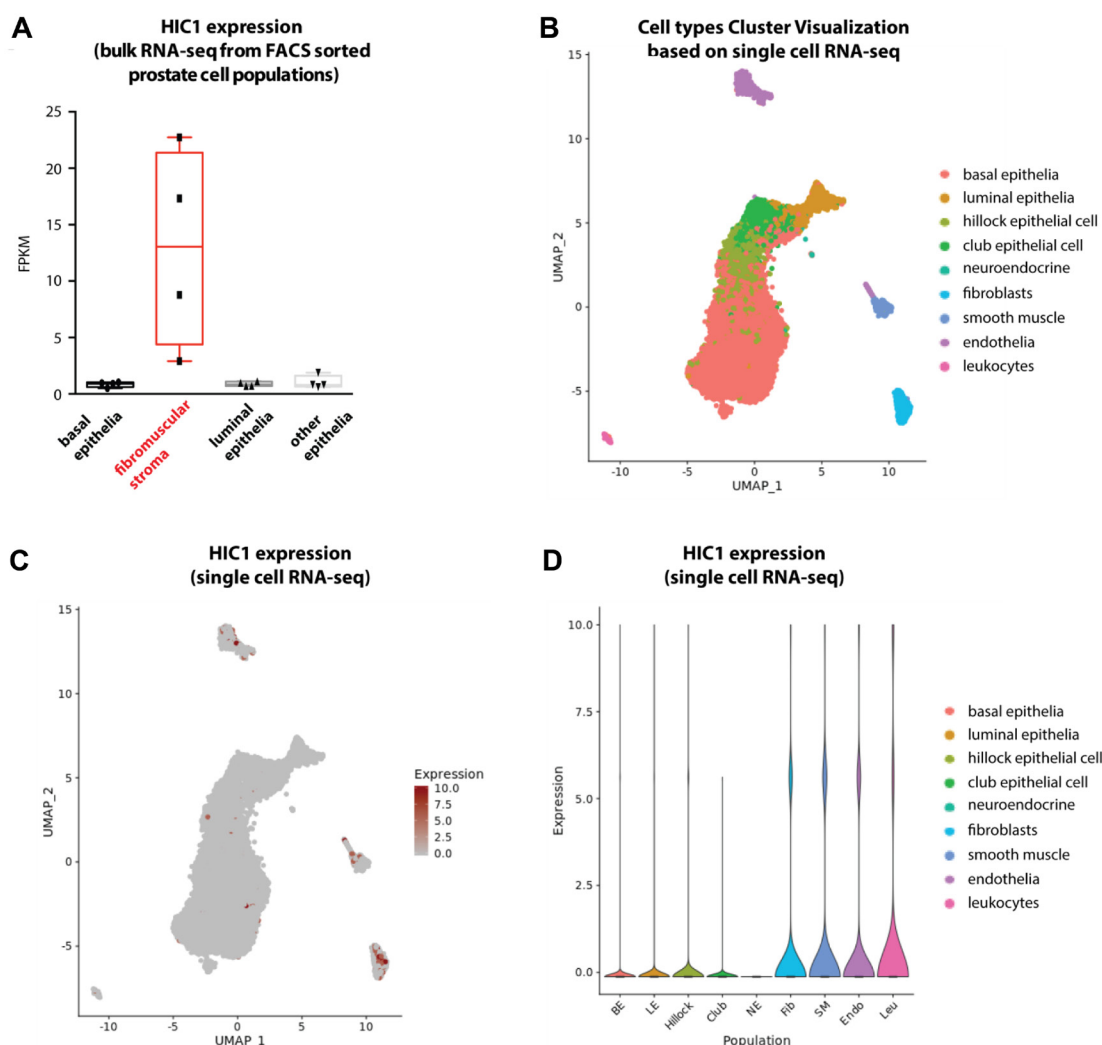 A
HIC1 expression
(bulk RNA-seq from FACS sorted
prostate cell populations)
25
20
15
10
5
0
FPKM
basal
epithelia
fibromuscular
stroma
luminal
epithelia
other
epithelia
B
Cell types Cluster Visualization
based on single cell RNA-seq
15
10
5
0
-5
UMAP_2
-10
-5
0
5
10
UMAP_1
basal epithelia
luminal epithelia
hillock epithelial cell
club epithelial cell
neuroendocrine
fibroblasts
smooth muscle
endothelia
leukocytes
C
HIC1 expression
(single cell RNA-seq)
15
10
5
0
-5
UMAP_2
-10
-5
0
5
10
UMAP_1
Expression
10.0
7.5
5.0
2.5
0.0
D
HIC1 expression
(single cell RNA-seq)
10.0
7.5
5.0
2.5
0.0
Expression
BE
LE
Hillock
Club
NE
Fib
SM
Endo
Leu
Population
basal epithelia
luminal epithelia
hillock epithelial cell
club epithelial cell
neuroendocrine
fibroblasts
smooth muscle
endothelia
leukocytes